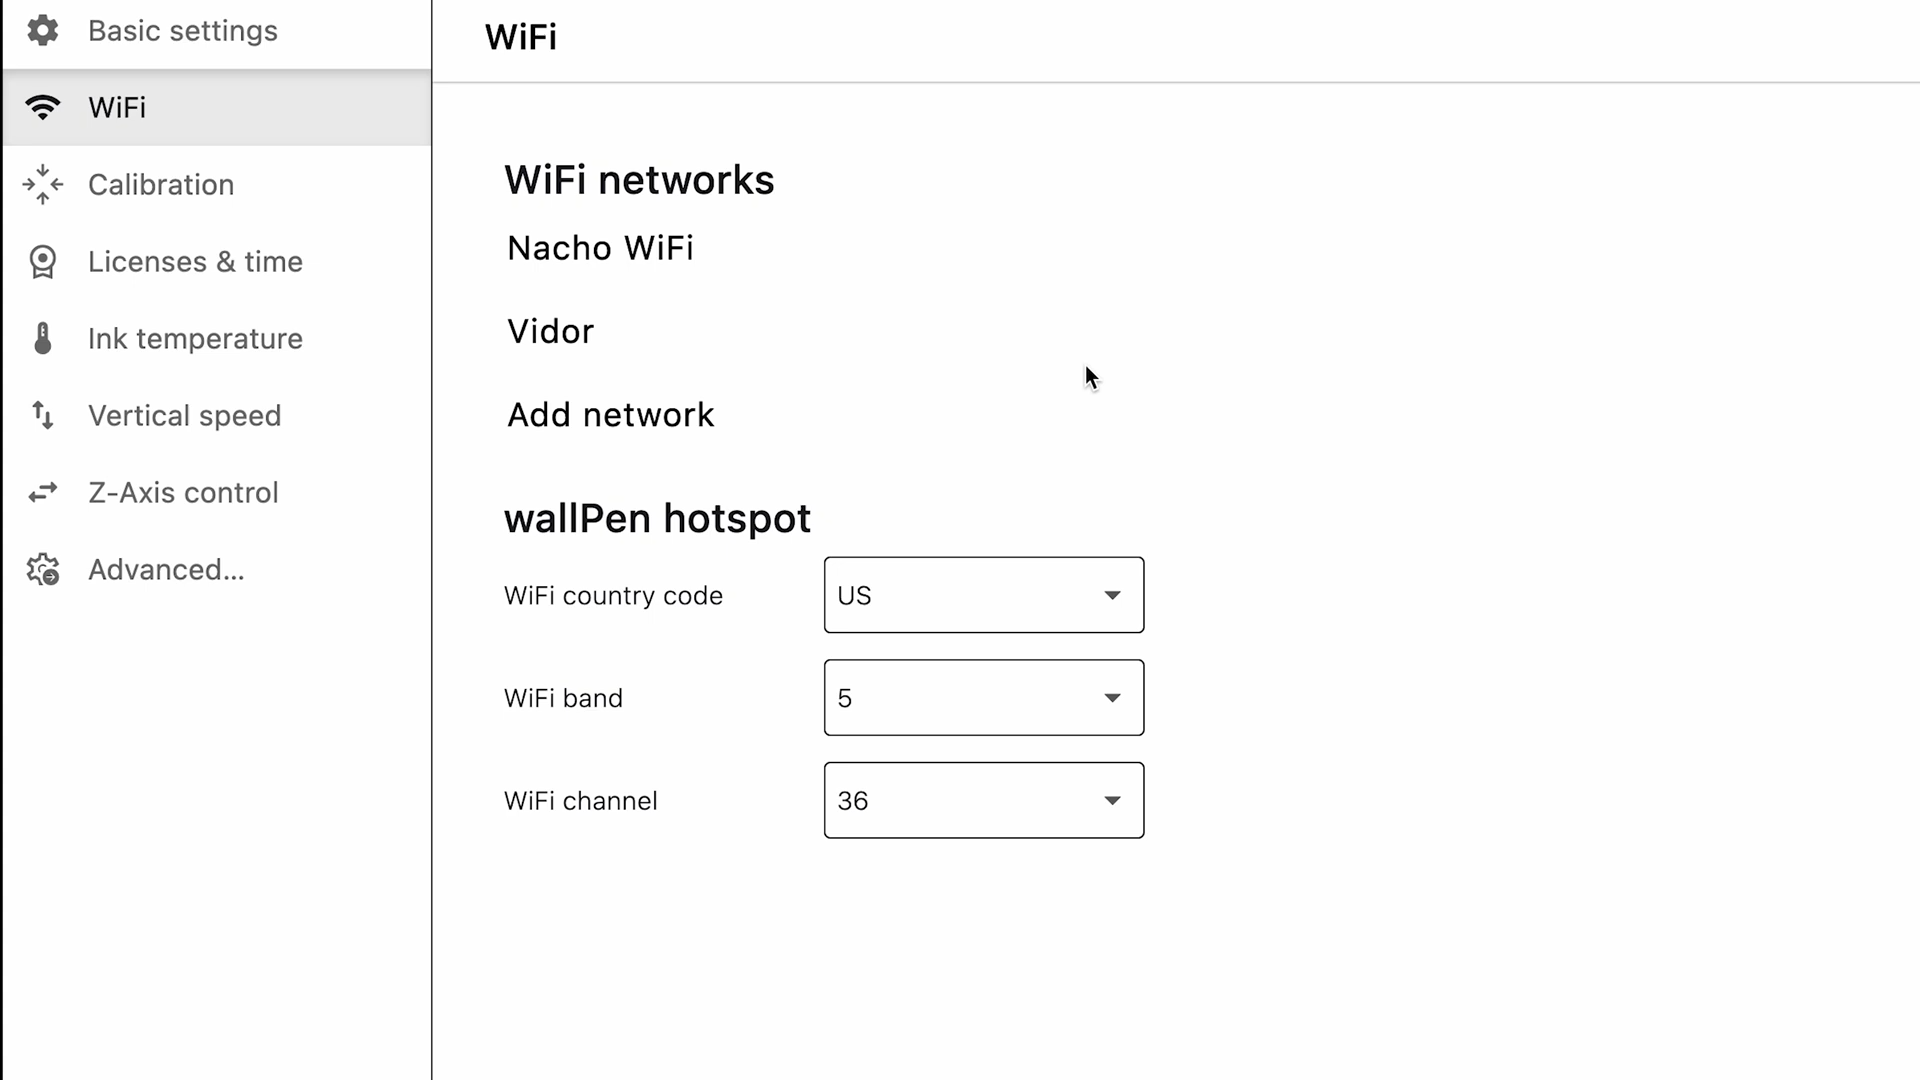 Basic settings
WiFi
Calibration
Licenses & time
Ink temperature
Vertical speed
Z-Axis control
Advanced...
WiFi
WiFi networks
Nacho WiFi
Vidor
Add network
wallPen hotspot
WiFi country code US
WiFi band 5
WiFi channel 36